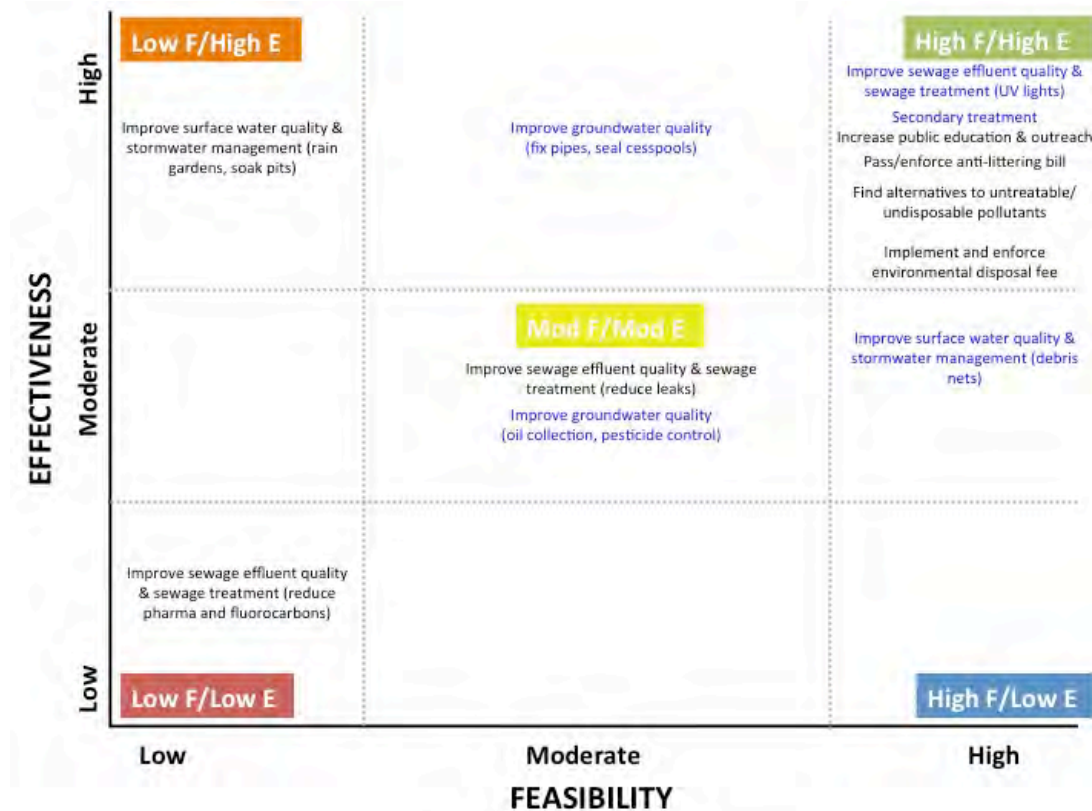 Low F/High E
High F/High E
Improve sewage effluent quality &
sewage treatment (UV lights)
Secondary treatment
Increase public education & outreach
Pass/enforce anti-littering bill
Find alternatives to untreatable/
undisposable pollutants
Implement and enforce
environmental disposal fee
High
Improve surface water quality &
stormwater management (rain
gardens, soak pits)
Improve groundwater quality
(fix pipes, seal cesspools)
EFFECTIVENESS
Moderate
Mod F/Mod E
Improve sewage effluent quality & sewage
treatment (reduce leaks)
Improve groundwater quality
(oil collection, pesticide control)
Improve surface water quality &
stormwater management (debris
nets)
Improve sewage effluent quality
& sewage treatment (reduce
pharma and fluorocarbons)
Low
Low F/Low E
High F/Low E
Low
Moderate
High
FEASIBILITY